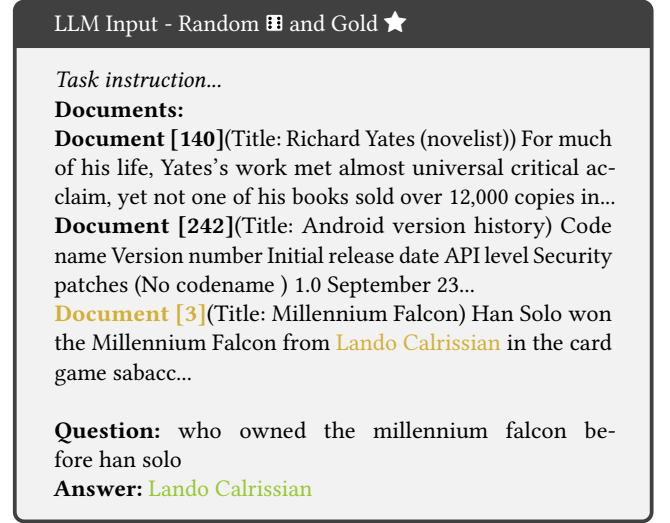 LLM Input - Random 🎲 and Gold ★
Task instruction...
Documents:
Document [140](Title: Richard Yates (novelist)) For much
of his life, Yates's work met almost universal critical ac-
claim, yet not one of his books sold over 12,000 copies in...
Document [242](Title: Android version history) Code
name Version number Initial release date API level Security
patches (No codename ) 1.0 September 23...
Document [3](Title: Millennium Falcon) Han Solo won
the Millennium Falcon from Lando Calrissian in the card
game sabacc...
Question: who owned the millennium falcon be-
fore han solo
Answer: Lando Calrissian